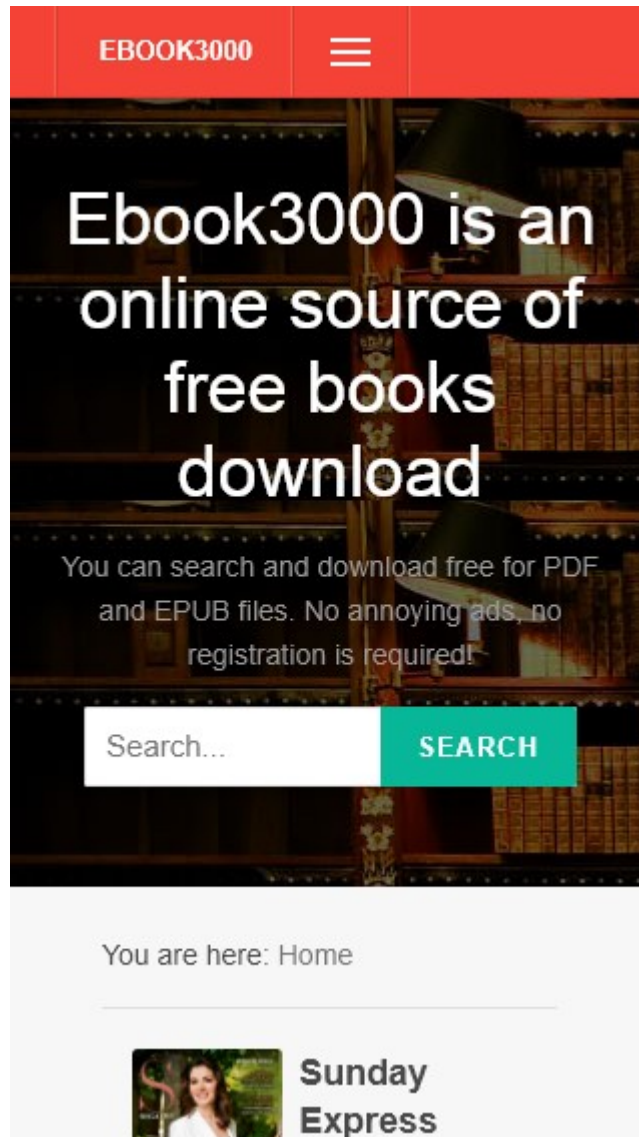 EBOOK3000
Ebook3000 is an
online source of
free books
download
You can search and download free for PDF
and EPUB files. No annoying ads, no
registration is required!
Search...
SEARCH
You are here: Home
Sunday
Express